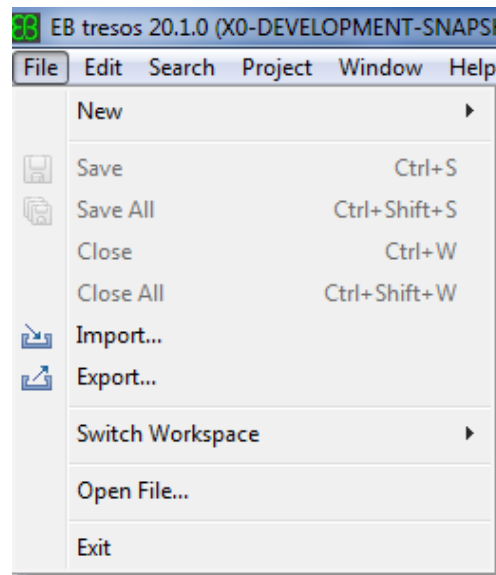 EB EB tresos 20.1.0 (X0-DEVELOPMENT-SNAPS
File Edit Search Project Window Help
New
Save Ctrl+S
Save All Ctrl+Shift+S
Close Ctrl+W
Close All Ctrl+Shift+W
Import...
Export...
Switch Workspace
Open File...
Exit